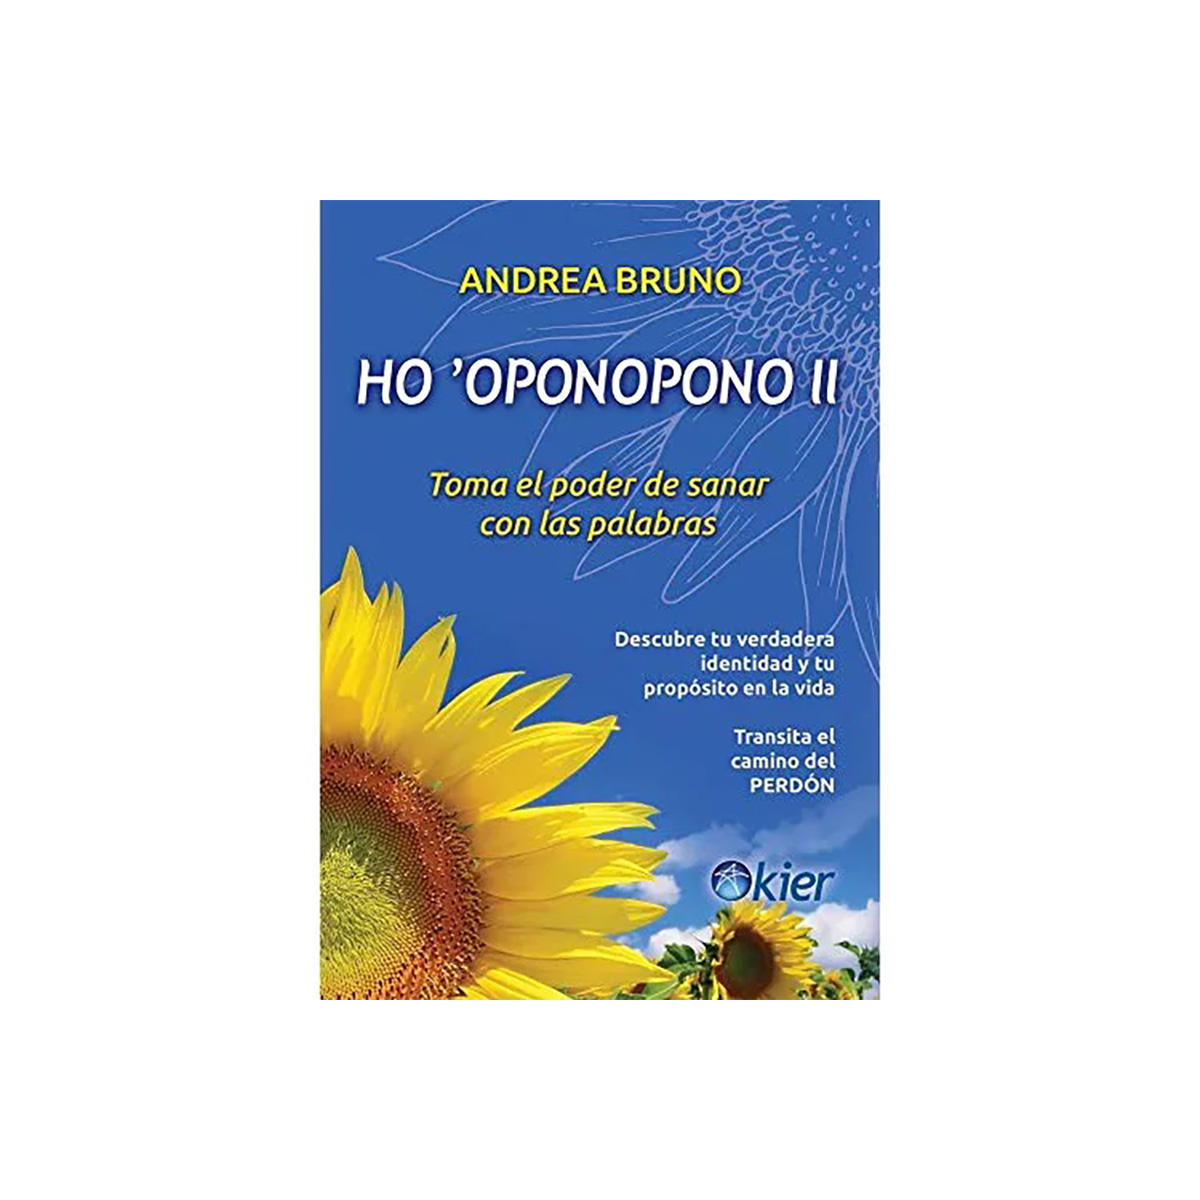 ANDREA BRUNO
HO ’OPONOPONO II
Toma el poder de sanar
con las palabras
Descubre tu verdadera
identidad y tu
propósito en la vida
Transita el
camino del
PERDÓN
kier